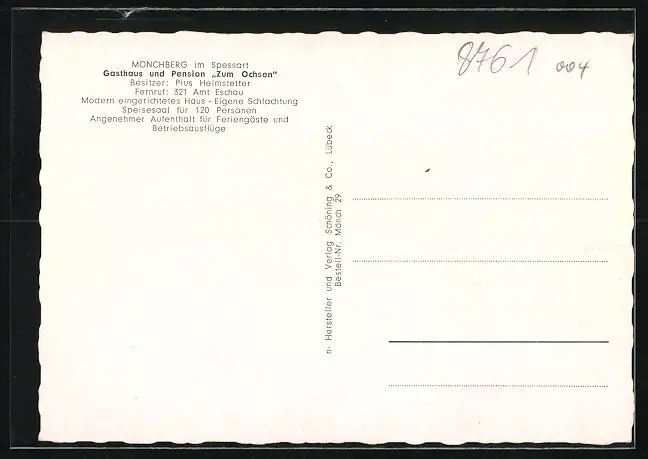 MÖNCHBERG im Spessart
Gasthaus und Pension „Zum Ochsen"
Besitzer: Pius Helmstetter
Fernruf: 321 Amt Eschau
Modern eingerichtetes Haus - Eigene Schlachtung
Speisesaal für 120 Personen
Angenehmer Aufenthalt für Feriengäste und
Betriebsausflüge
8761 004
n- Hersteller und Verlag Schöning & Co., Lübeck
Bestell-Nr. Mönch 29